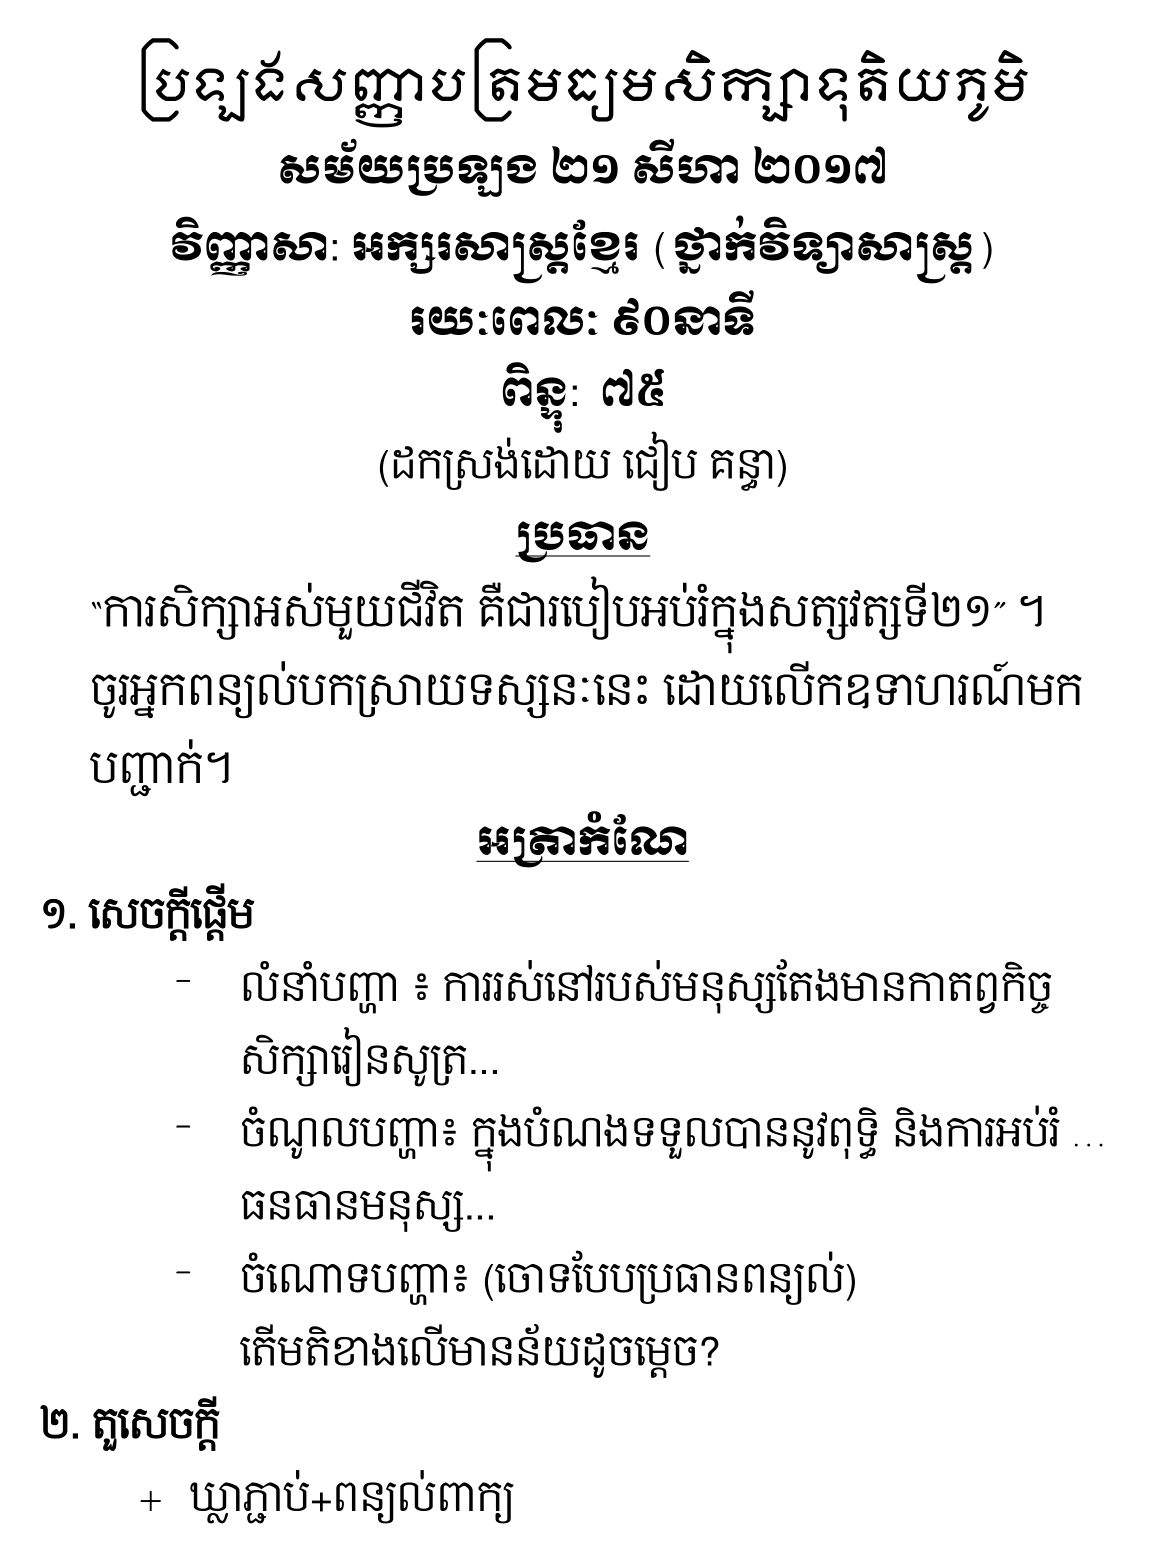 ប្រឡងសញ្ញាបត្រមធ្យមសិក្សាទុតិយភូមិ
សម័យប្រឡង ២១ សីហា ២០១៧
វិញ្ញាសា: អក្សរសាស្ត្រខ្មែរ (ថ្នាក់វិទ្យាសាស្ត្រ)
រយៈពេលៈ ៩០នាទី
ពិន្ទុ: ៧៥
(ដកស្រង់ដោយ ជៀប គន្ធា)
ប្រធាន
“ការសិក្សាអស់មួយជីវិត គឺជារបៀបអប់រំក្នុងសត្សវត្សទី២១” ។
ចូរអ្នកពន្យល់បកស្រាយទស្សនៈនេះ ដោយលើកឧទាហរណ៍មក
បញ្ជាក់។
អត្រាកំណែ
១. សេចក្តីផ្តើម
- លំនាំបញ្ហា ៖ ការរស់នៅរបស់មនុស្សតែងមានកាតព្វកិច្ច
សិក្សារៀនសូត្រ...
- ចំណូលបញ្ហា៖ ក្នុងបំណងទទួលបាននូវពុទ្ធិ និងការអប់រំ ...
ធនធានមនុស្ស...
- ចំណោទបញ្ហា៖ (ចោទបែបប្រធានពន្យល់)
តើមតិខាងលើមានន័យដូចម្តេច?
២. តួសេចក្តី
+ ឃ្លាភ្ជាប់+ពន្យល់ពាក្យ